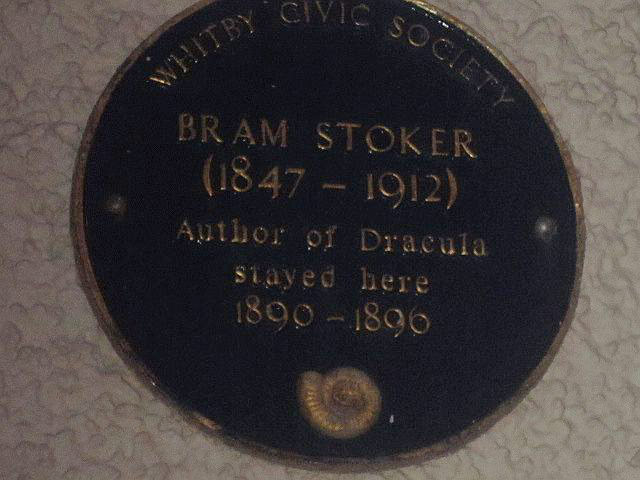 WHITBY CIVIC SOCIETY
BRAM STOKER
(1847 - 1912)
Author of Dracula
stayed here
1890 - 1896